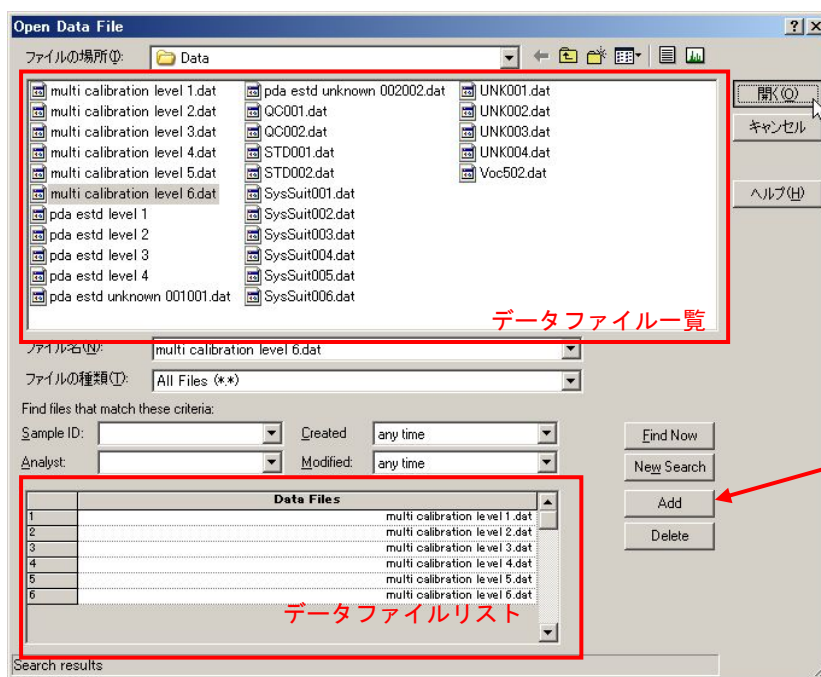 Open Data File
ファイルの場所(I): Data
multi calibration level 1.dat
multi calibration level 2.dat
multi calibration level 3.dat
multi calibration level 4.dat
multi calibration level 5.dat
multi calibration level 6.dat
pda estd level 1
pda estd level 2
pda estd level 3
pda estd level 4
pda estd unknown 001001.dat
pda estd unknown 002002.dat
QC001.dat
QC002.dat
STD001.dat
STD002.dat
SysSuit001.dat
SysSuit002.dat
SysSuit003.dat
SysSuit004.dat
SysSuit005.dat
SysSuit006.dat
UNK001.dat
UNK002.dat
UNK003.dat
UNK004.dat
Voc502.dat
開く(O)
キャンセル
ヘルプ(H)
データファイル一覧
ファイル名(N): multi calibration level 6.dat
ファイルの種類(T): All Files (*.*)
Find files that match these criteria:
Sample ID: Created any time
Analyst: Modified: any time
Find Now
New Search
Add
Delete
Data Files
1 multi calibration level 1.dat
2 multi calibration level 2.dat
3 multi calibration level 3.dat
4 multi calibration level 4.dat
5 multi calibration level 5.dat
6 multi calibration level 6.dat
データファイルリスト
Search results